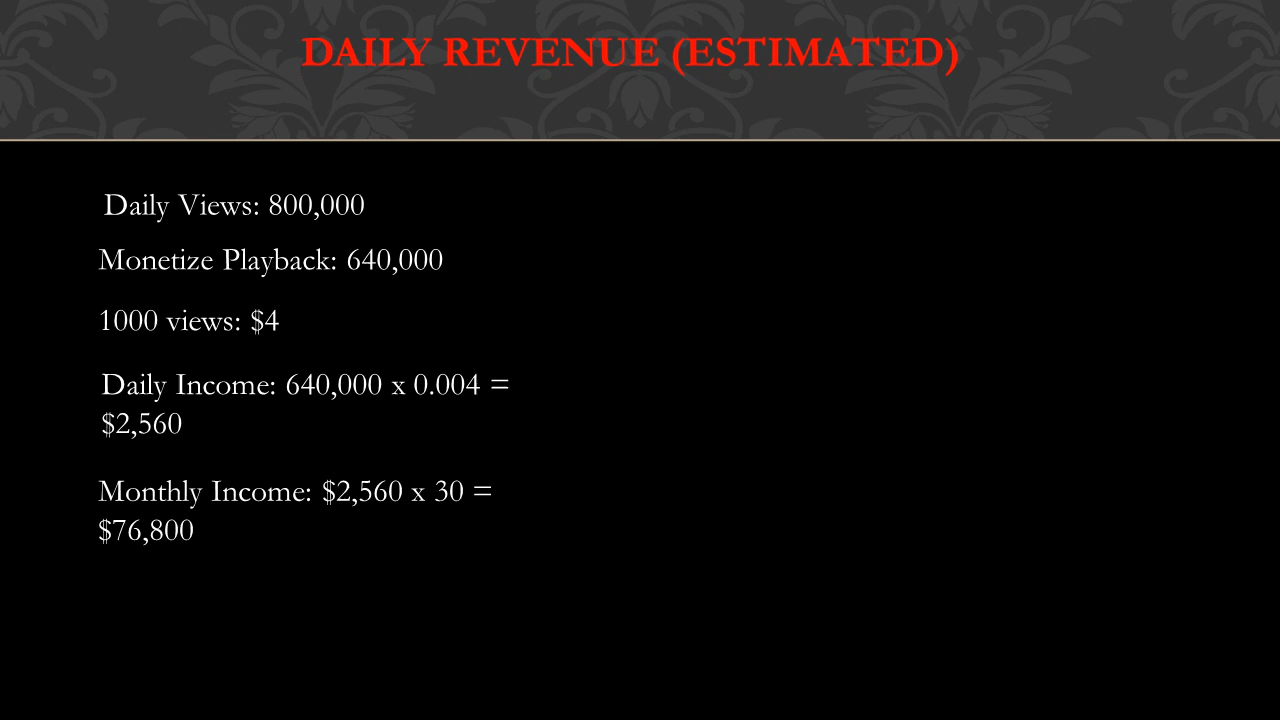 DAILY REVENUE (ESTIMATED)
Daily Views: 800,000
Monetize Playback: 640,000
1000 views: $4
Daily Income: 640,000 x 0.004 =
$2,560
Monthly Income: $2,560 x 30 =
$76,800